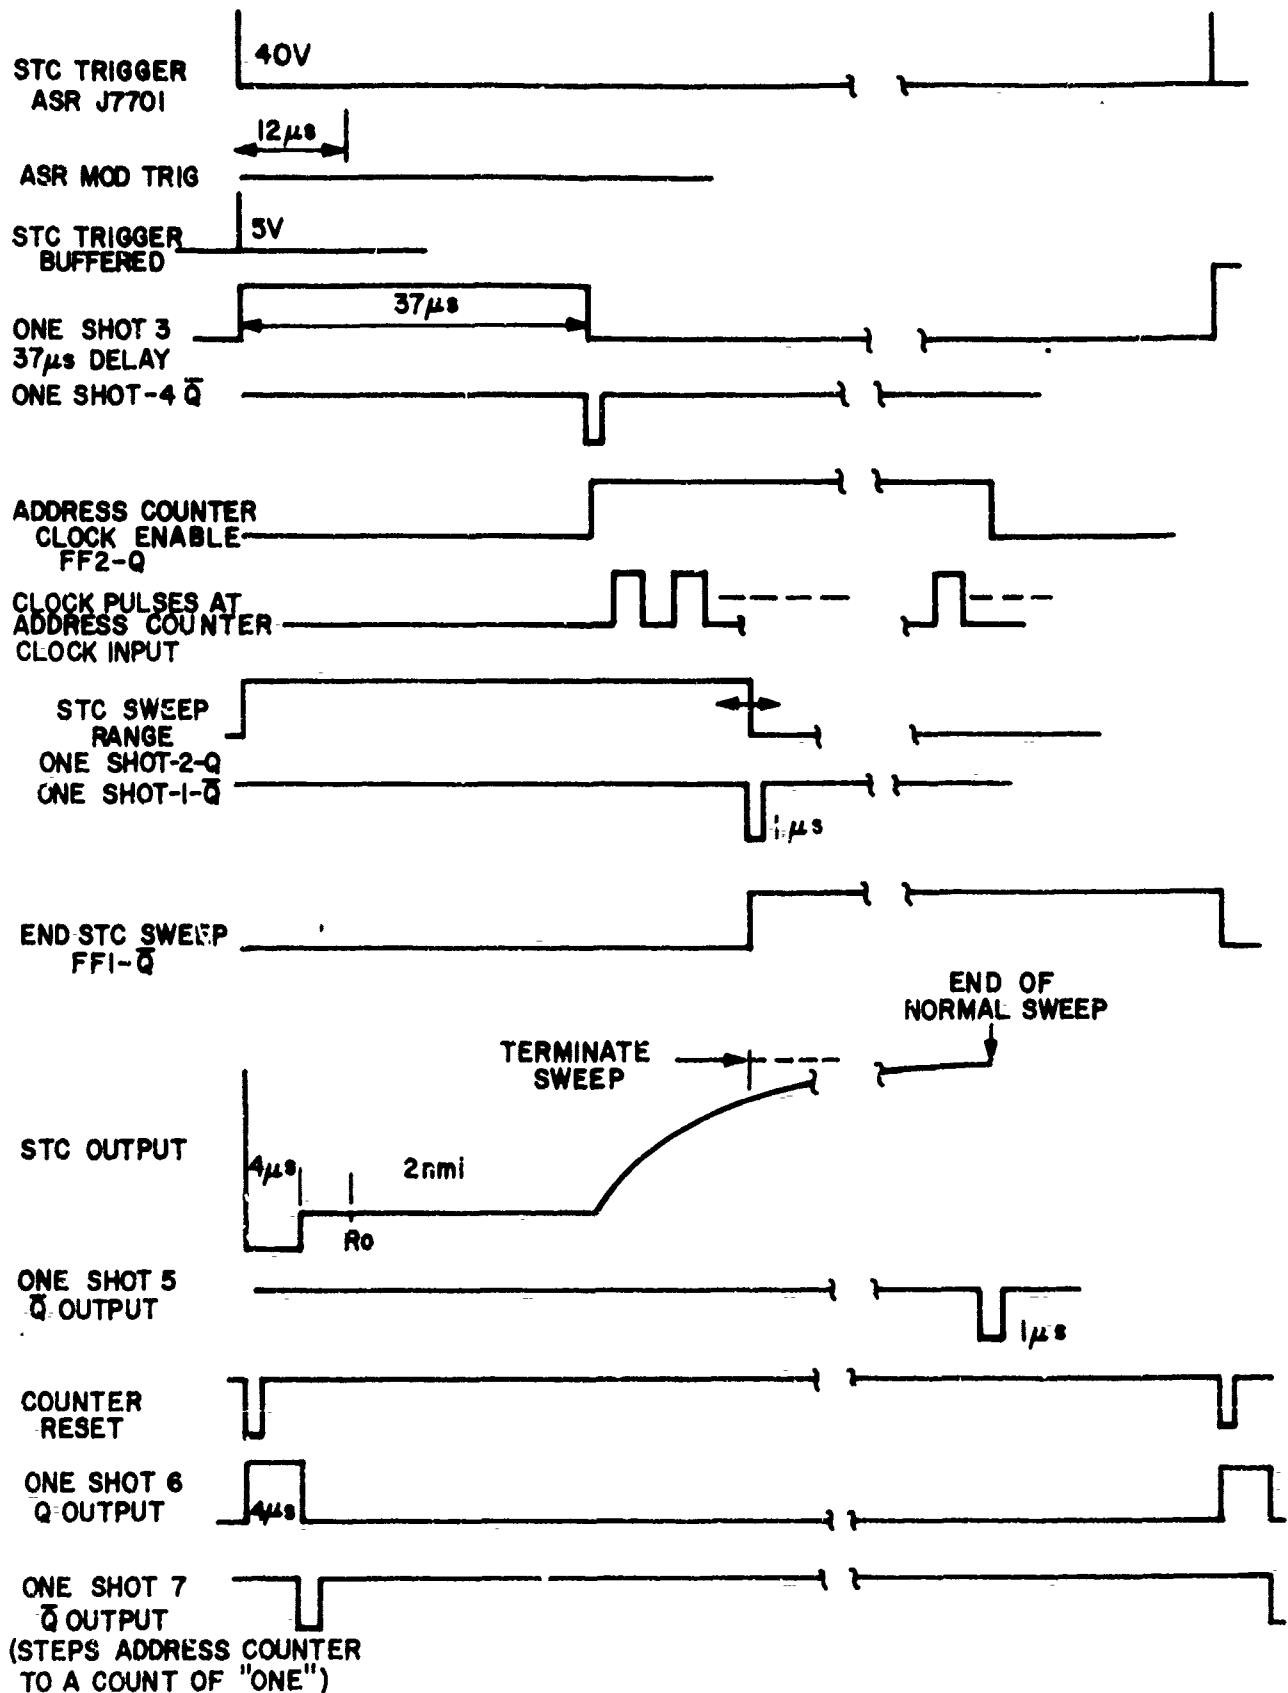 40V
STC TRIGGER
ASR J7701
12μs
ASR MOD TRIG
5V
STC TRIGGER
BUFFERED
37μs
ONE SHOT 3
37μs DELAY
ONE SHOT-4 Q̅
ADDRESS COUNTER
CLOCK ENABLE
FF2-Q
CLOCK PULSES AT
ADDRESS COUNTER
CLOCK INPUT
STC SWEEP
RANGE
ONE SHOT-2-Q
ONE SHOT-1-Q̅
1μs
END STC SWEEP
FF1-Q̅
END OF
NORMAL SWEEP
TERMINATE
SWEEP
STC OUTPUT
4μs
2nmi
Ro
ONE SHOT 5
Q̅ OUTPUT
1μs
COUNTER
RESET
ONE SHOT 6
Q OUTPUT
4μs
ONE SHOT 7
Q̅ OUTPUT
(STEPS ADDRESS COUNTER
TO A COUNT OF "ONE")